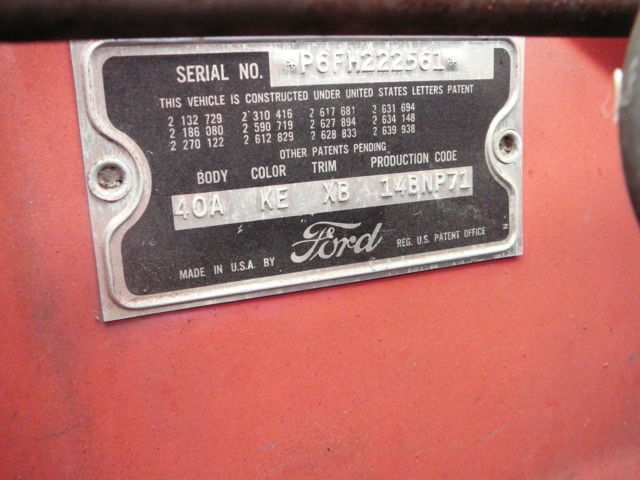 SERIAL NO. *P6FH222561*
THIS VEHICLE IS CONSTRUCTED UNDER UNITED STATES LETTERS PATENT
2 132 729 2 310 416 2 617 681 2 631 694
2 186 080 2 590 719 2 627 894 2 634 148
2 270 122 2 612 829 2 628 833 2 639 938
OTHER PATENTS PENDING
BODY COLOR TRIM PRODUCTION CODE
40A KE XB 14BNP71
MADE IN U.S.A. BY Ford REG. U.S. PATENT OFFICE